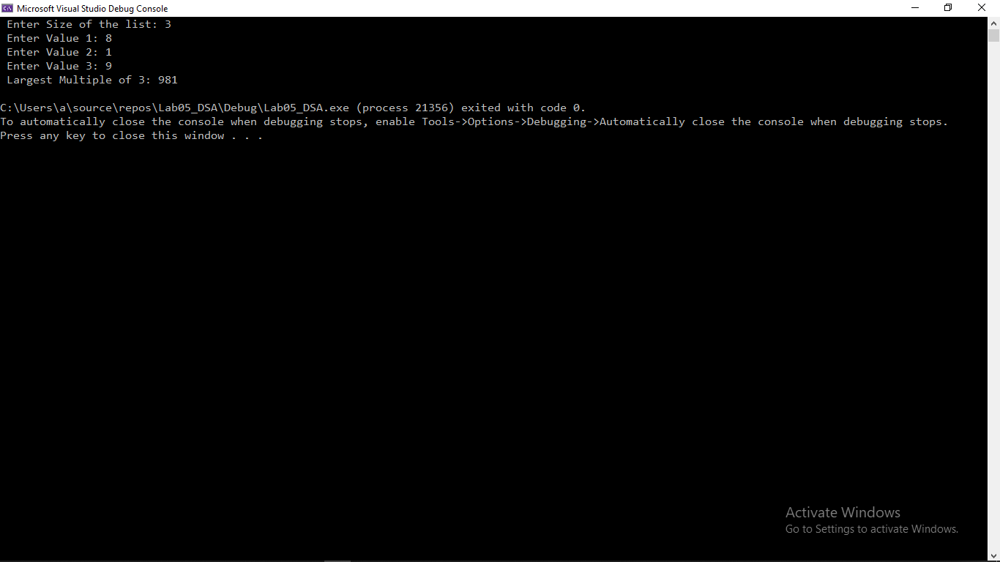 Microsoft Visual Studio Debug Console
Enter Size of the list: 3
Enter Value 1: 8
Enter Value 2: 1
Enter Value 3: 9
Largest Multiple of 3: 981
C:\Users\a\source\repos\Lab05_DSA\Debug\Lab05_DSA.exe (process 21356) exited with code 0.
To automatically close the console when debugging stops, enable Tools->Options->Debugging->Automatically close the console when debugging stops.
Press any key to close this window . . .
Activate Windows
Go to Settings to activate Windows.